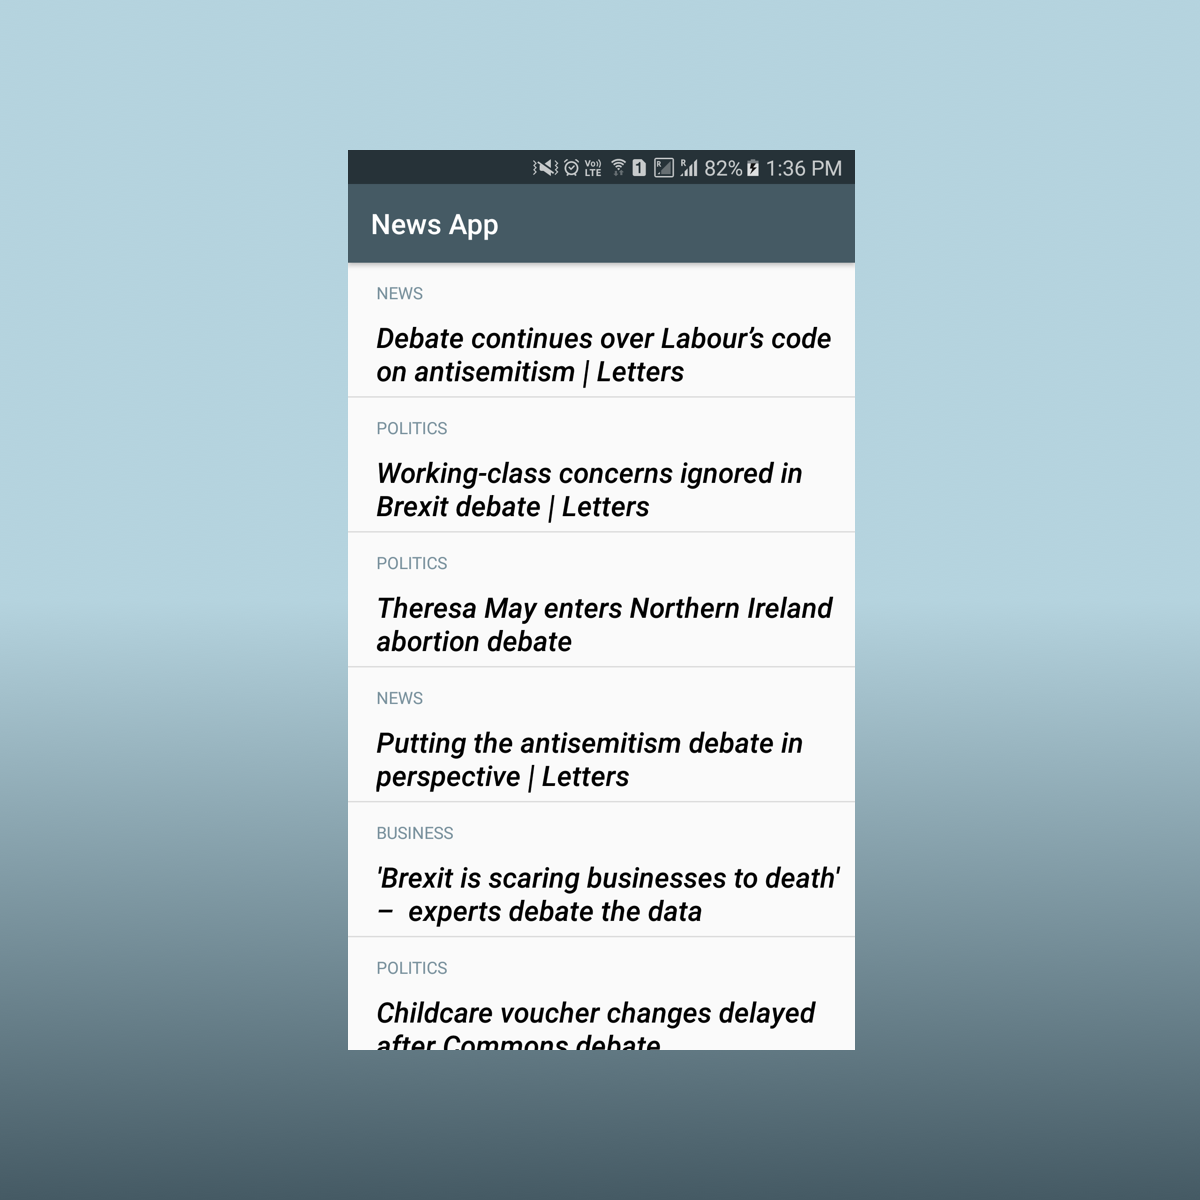 82% 1:36 PM
News App
NEWS
Debate continues over Labour’s code
on antisemitism | Letters
POLITICS
Working-class concerns ignored in
Brexit debate | Letters
POLITICS
Theresa May enters Northern Ireland
abortion debate
NEWS
Putting the antisemitism debate in
perspective | Letters
BUSINESS
'Brexit is scaring businesses to death'
–  experts debate the data
POLITICS
Childcare voucher changes delayed
after Commons debate